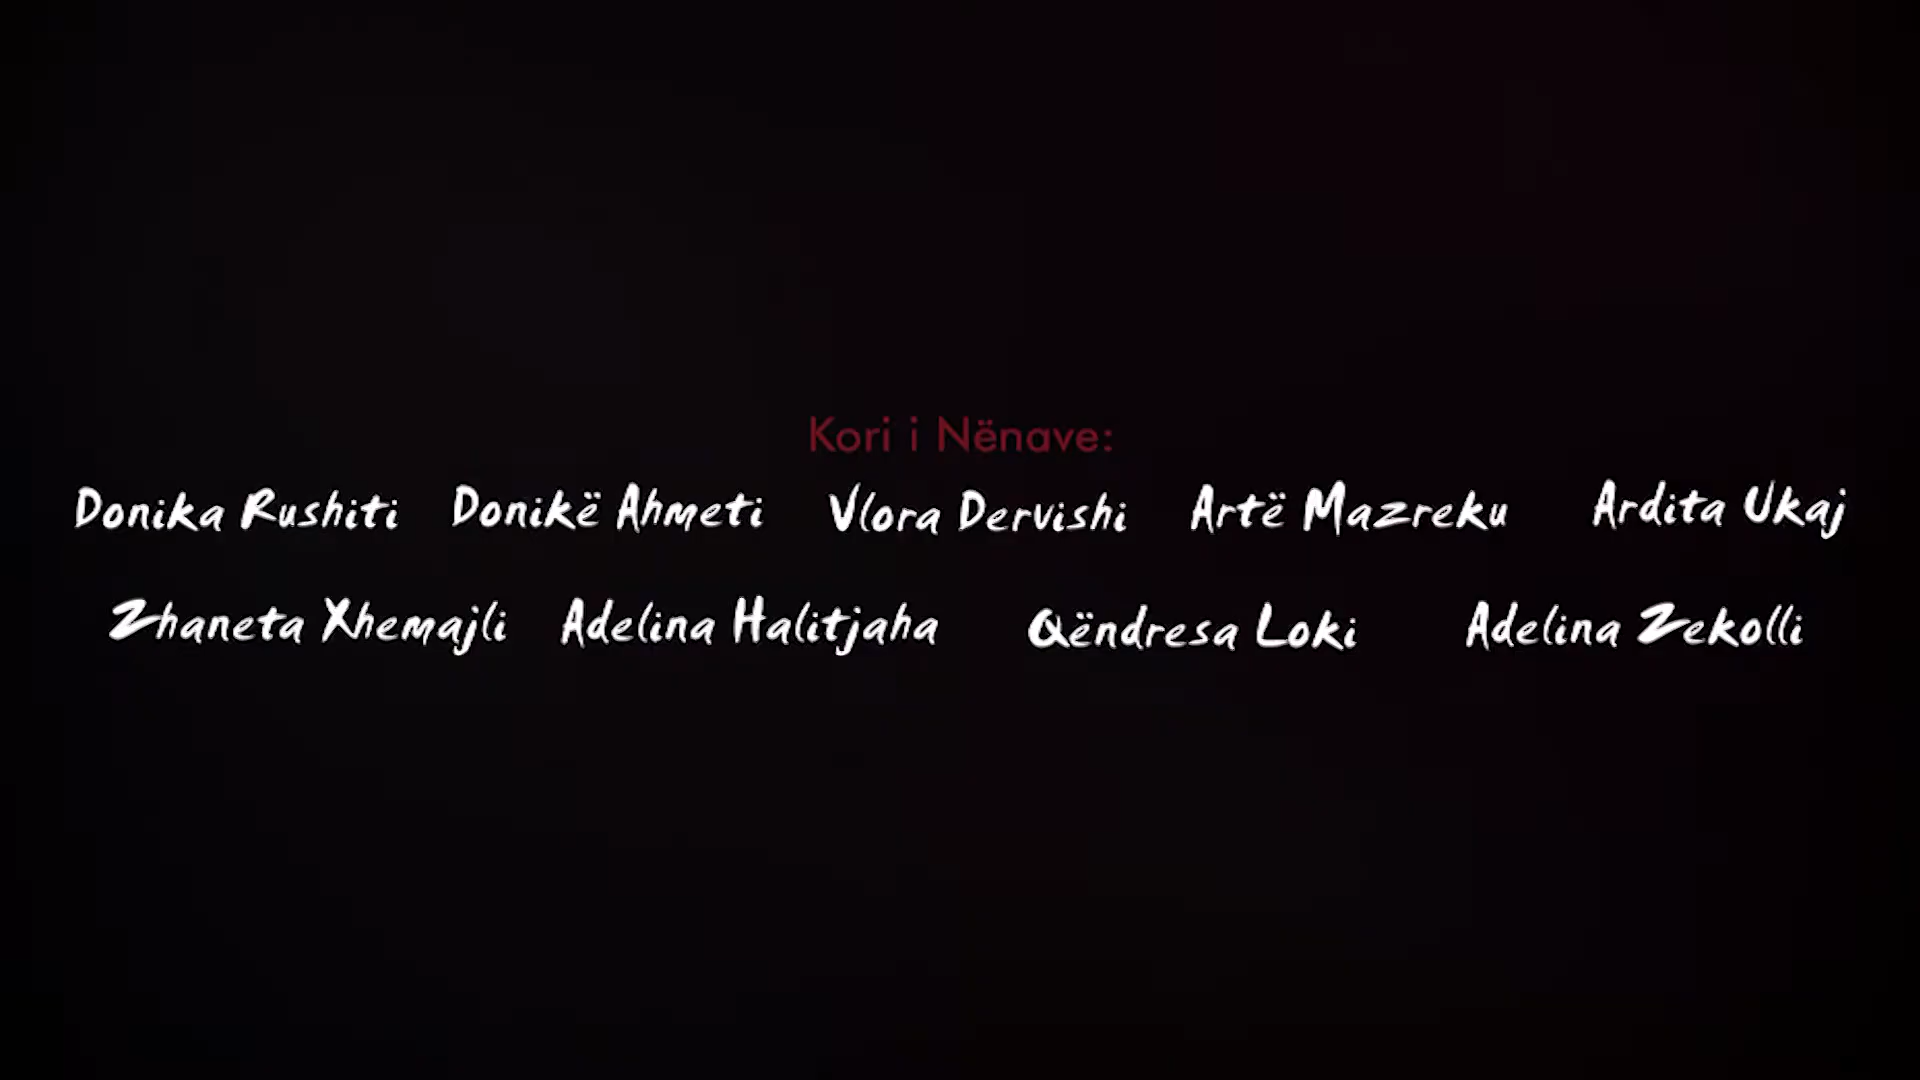 Kori i Nënave:
Donika Rushiti Donikë Ahmeti Vlora Dervishi Artë Mazreku Ardita Ukaj
Zhaneta Xhemajli Adelina Halitjaha Qëndresa Loki Adelina Zekolli